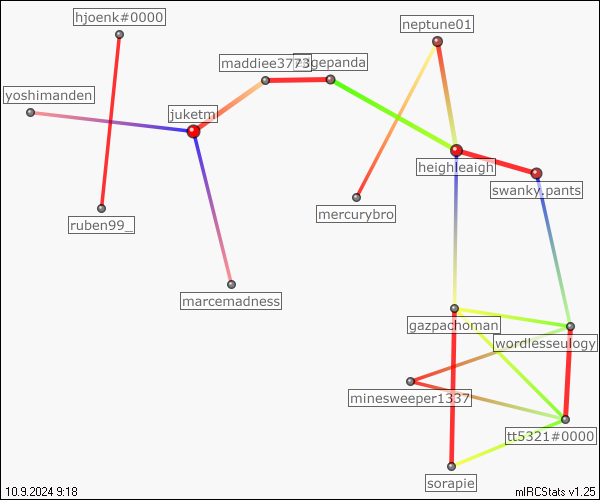 hjoenk#0000
neptune01
maddiee3773
gepanda
yoshimanden
juketm
heighleaigh
swanky.pants
mercurybro
ruben99_
marcemadness
gazpachoman
wordlesseulogy
minesweeper1337
tt5321#0000
sorapie
10.9.2024 9:18
mIRCStats v1.25